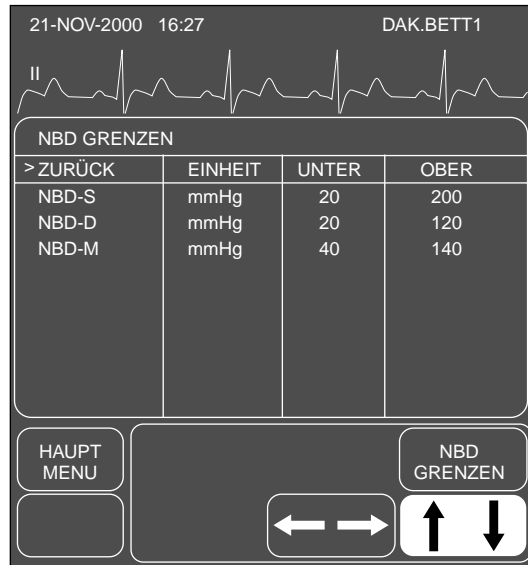 21-NOV-2000 16:27 DAK.BETT1
II
NBD GRENZEN
>ZURÜCK EINHEIT UNTER OBER
NBD-S mmHg 20 200
NBD-D mmHg 20 120
NBD-M mmHg 40 140
HAUPT
MENU
NBD
GRENZEN